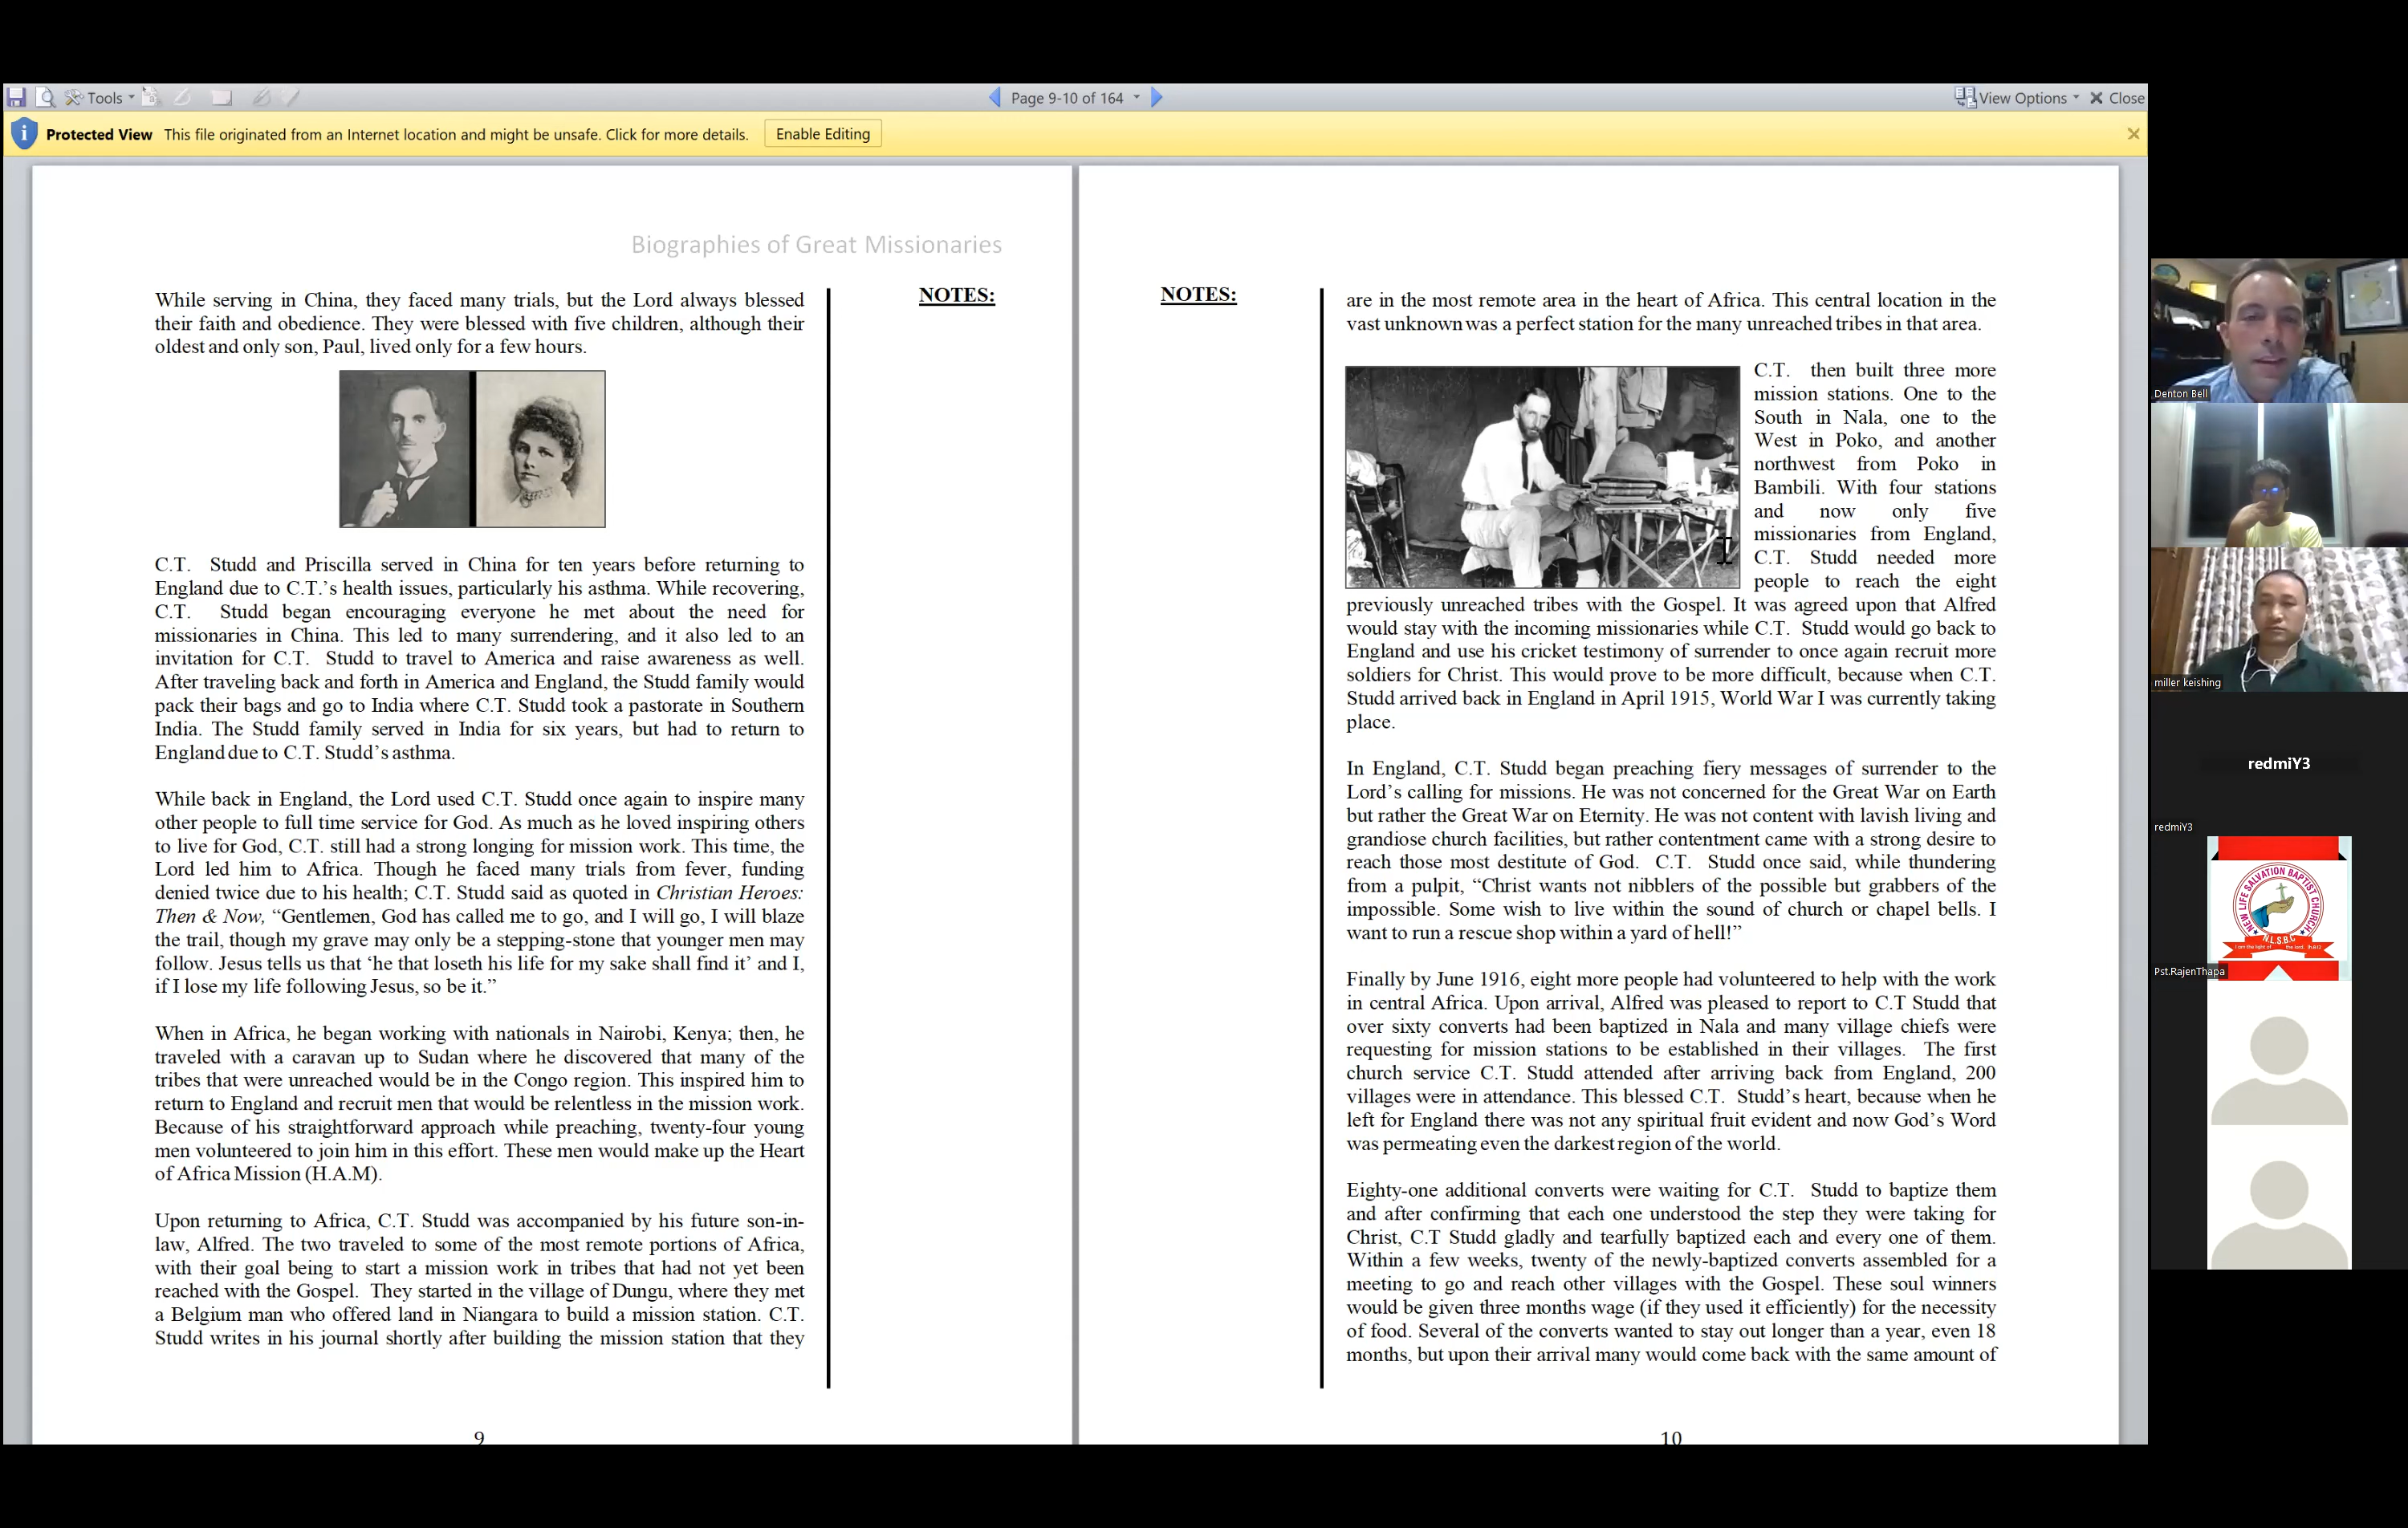 Tools
Page 9-10 of 164
View Options
Close
Protected View This file originated from an Internet location and might be unsafe. Click for more details. Enable Editing
Biographies of Great Missionaries
While serving in China, they faced many trials, but the Lord always blessed
their faith and obedience. They were blessed with five children, although their
oldest and only son, Paul, lived only for a few hours.
C.T. Studd and Priscilla served in China for ten years before returning to
England due to C.T.'s health issues, particularly his asthma. While recovering,
C.T. Studd began encouraging everyone he met about the need for
missionaries in China. This led to many surrendering, and it also led to an
invitation for C.T. Studd to travel to America and raise awareness as well.
After traveling back and forth in America and England, the Studd family would
pack their bags and go to India where C.T. Studd took a pastorate in Southern
India. The Studd family served in India for six years, but had to return to
England due to C.T. Studd's asthma.
While back in England, the Lord used C.T. Studd once again to inspire many
other people to full time service for God. As much as he loved inspiring others
to live for God, C.T. still had a strong longing for mission work. This time, the
Lord led him to Africa. Though he faced many trials from fever, funding
denied twice due to his health; C.T. Studd said as quoted in Christian Heroes:
Then & Now, “Gentlemen, God has called me to go, and I will go, I will blaze
the trail, though my grave may only be a stepping-stone that younger men may
follow. Jesus tells us that ‘he that loseth his life for my sake shall find it’ and I,
if I lose my life following Jesus, so be it.”
When in Africa, he began working with nationals in Nairobi, Kenya; then, he
traveled with a caravan up to Sudan where he discovered that many of the
tribes that were unreached would be in the Congo region. This inspired him to
return to England and recruit men that would be relentless in the mission work.
Because of his straightforward approach while preaching, twenty-four young
men volunteered to join him in this effort. These men would make up the Heart
of Africa Mission (H.A.M).
Upon returning to Africa, C.T. Studd was accompanied by his future son-in-
law, Alfred. The two traveled to some of the most remote portions of Africa,
with their goal being to start a mission work in tribes that had not yet been
reached with the Gospel. They started in the village of Dungu, where they met
a Belgium man who offered land in Niangara to build a mission station. C.T.
Studd writes in his journal shortly after building the mission station that they
NOTES:
9
NOTES:
are in the most remote area in the heart of Africa. This central location in the
vast unknown was a perfect station for the many unreached tribes in that area.
C.T. then built three more
mission stations. One to the
South in Nala, one to the
West in Poko, and another
northwest from Poko in
Bambili. With four stations
and now only five
missionaries from England,
C.T. Studd needed more
people to reach the eight
previously unreached tribes with the Gospel. It was agreed upon that Alfred
would stay with the incoming missionaries while C.T. Studd would go back to
England and use his cricket testimony of surrender to once again recruit more
soldiers for Christ. This would prove to be more difficult, because when C.T.
Studd arrived back in England in April 1915, World War I was currently taking
place.
In England, C.T. Studd began preaching fiery messages of surrender to the
Lord's calling for missions. He was not concerned for the Great War on Earth
but rather the Great War on Eternity. He was not content with lavish living and
grandiose church facilities, but rather contentment came with a strong desire to
reach those most destitute of God. C.T. Studd once said, while thundering
from a pulpit, “Christ wants not nibblers of the possible but grabbers of the
impossible. Some wish to live within the sound of church or chapel bells. I
want to run a rescue shop within a yard of hell!”
Finally by June 1916, eight more people had volunteered to help with the work
in central Africa. Upon arrival, Alfred was pleased to report to C.T Studd that
over sixty converts had been baptized in Nala and many village chiefs were
requesting for mission stations to be established in their villages. The first
church service C.T. Studd attended after arriving back from England, 200
villages were in attendance. This blessed C.T. Studd's heart, because when he
left for England there was not any spiritual fruit evident and now God's Word
was permeating even the darkest region of the world.
Eighty-one additional converts were waiting for C.T. Studd to baptize them
and after confirming that each one understood the step they were taking for
Christ, C.T Studd gladly and tearfully baptized each and every one of them.
Within a few weeks, twenty of the newly-baptized converts assembled for a
meeting to go and reach other villages with the Gospel. These soul winners
would be given three months wage (if they used it efficiently) for the necessity
of food. Several of the converts wanted to stay out longer than a year, even 18
months, but upon their arrival many would come back with the same amount of
10
Denton Bell
miller keishing
redmiY3
redmiY3
NEW LIFE SALVATION BAPTIST CHURCH
N.L.S.B.C
Pst.RajenThapa